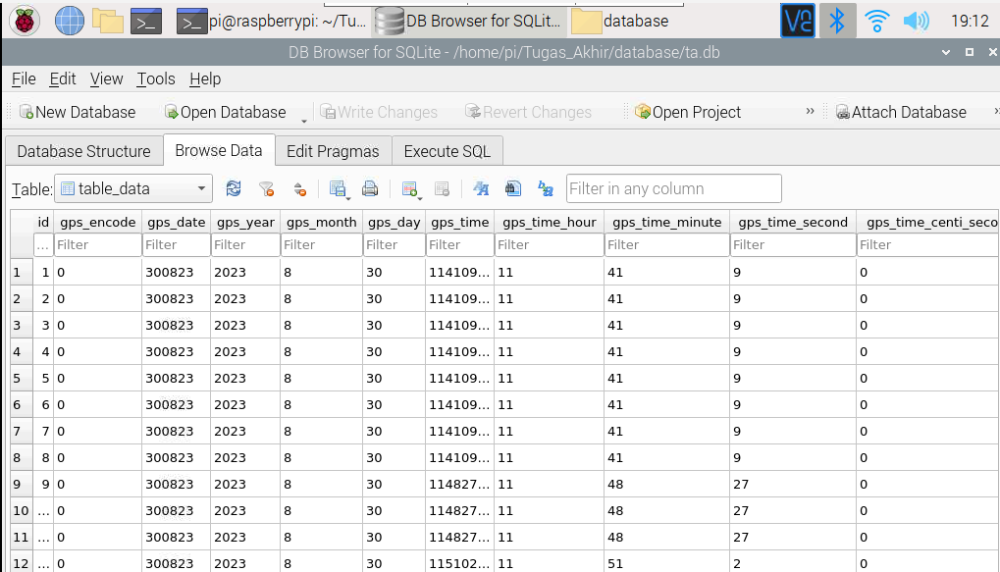 pi@raspberrypi: ~/Tu... DB Browser for SQLit... database 19:12
DB Browser for SQLite - /home/pi/Tugas_Akhir/database/ta.db
File Edit View Tools Help
New Database Open Database Write Changes Revert Changes Open Project » Attach Database »
Database Structure Browse Data Edit Pragmas Execute SQL
Table: table_data Filter in any column
id gps_encode gps_date gps_year gps_month gps_day gps_time gps_time_hour gps_time_minute gps_time_second gps_time_centi_seco
... Filter Filter Filter Filter Filter Filter Filter Filter Filter Filter
1 1 0 300823 2023 8 30 114109... 11 41 9 0
2 2 0 300823 2023 8 30 114109... 11 41 9 0
3 3 0 300823 2023 8 30 114109... 11 41 9 0
4 4 0 300823 2023 8 30 114109... 11 41 9 0
5 5 0 300823 2023 8 30 114109... 11 41 9 0
6 6 0 300823 2023 8 30 114109... 11 41 9 0
7 7 0 300823 2023 8 30 114109... 11 41 9 0
8 8 0 300823 2023 8 30 114109... 11 41 9 0
9 9 0 300823 2023 8 30 114827... 11 48 27 0
10 ... 0 300823 2023 8 30 114827... 11 48 27 0
11 ... 0 300823 2023 8 30 114827... 11 48 27 0
12 ... 0 300823 2023 8 30 115102... 11 51 2 0